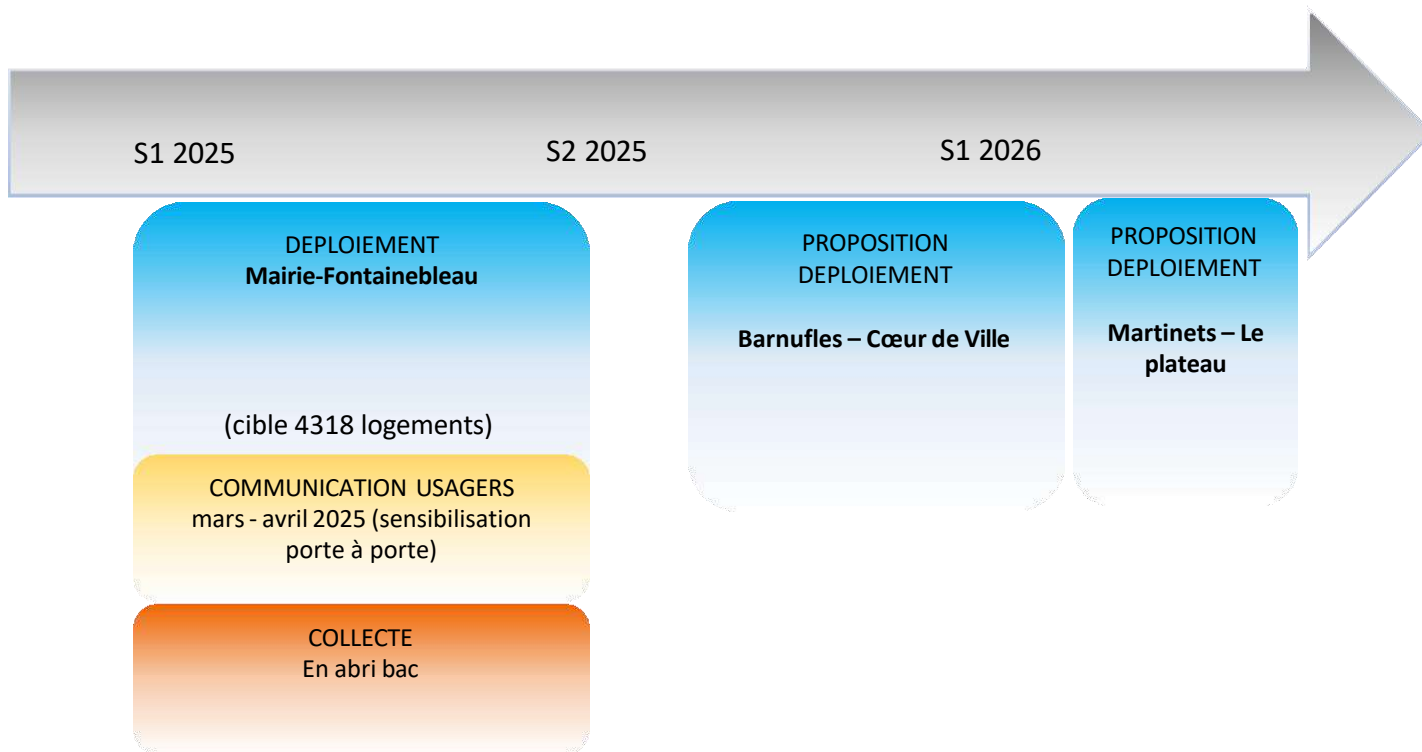 S1 2025
S2 2025
S1 2026
DEPLOIEMENT
Mairie-Fontainebleau
(cible 4318 logements)
COMMUNICATION USAGERS
mars - avril 2025 (sensibilisation
porte à porte)
COLLECTE
En abri bac
PROPOSITION
DEPLOIEMENT
Barnufles – Cœur de Ville
PROPOSITION
DEPLOIEMENT
Martinets – Le
plateau